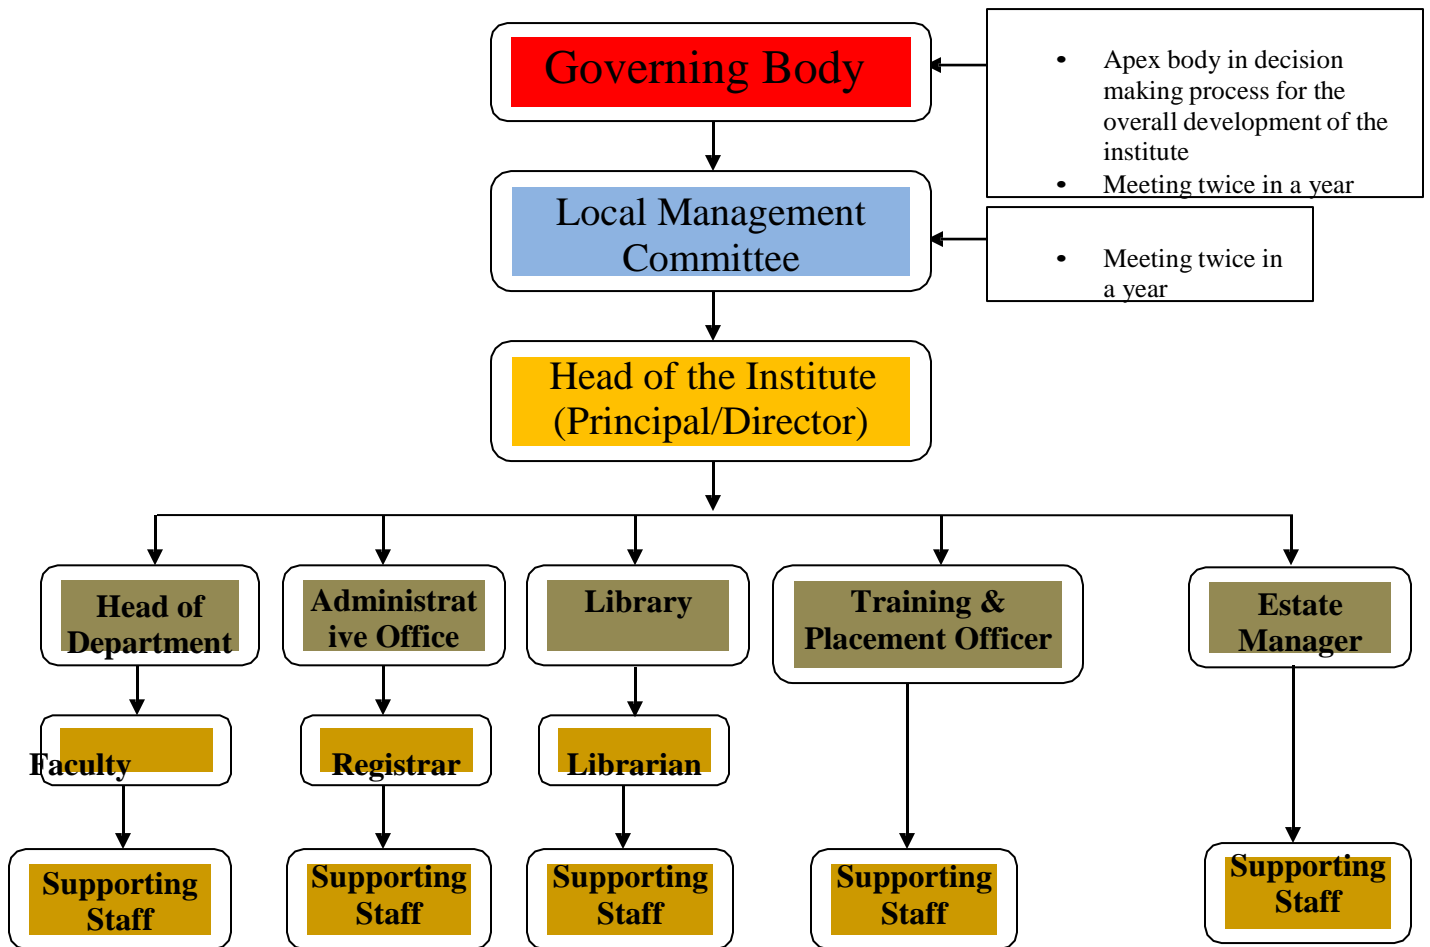 Governing Body
• Apex body in decision
making process for the
overall development of the
institute
• Meeting twice in a year
Local Management
Committee
• Meeting twice in
a year
Head of the Institute
(Principal/Director)
Head of
Department
Administrat
ive Office
Library
Training &
Placement Officer
Estate
Manager
Faculty
Registrar
Librarian
Supporting
Staff
Supporting
Staff
Supporting
Staff
Supporting
Staff
Supporting
Staff